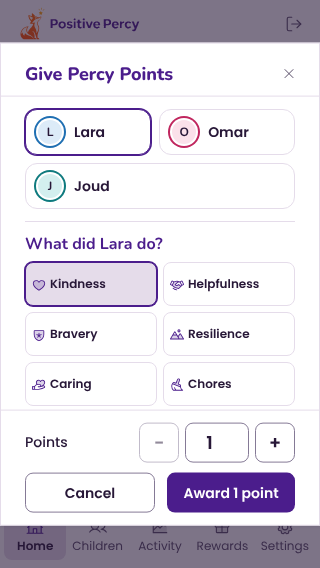 Positive Percy
Give Percy Points
L Lara
O Omar
J Joud
What did Lara do?
Kindness
Helpfulness
Bravery
Resilience
Caring
Chores
Points
− 1 +
Cancel
Award 1 point
Home
Children
Activity
Rewards
Settings